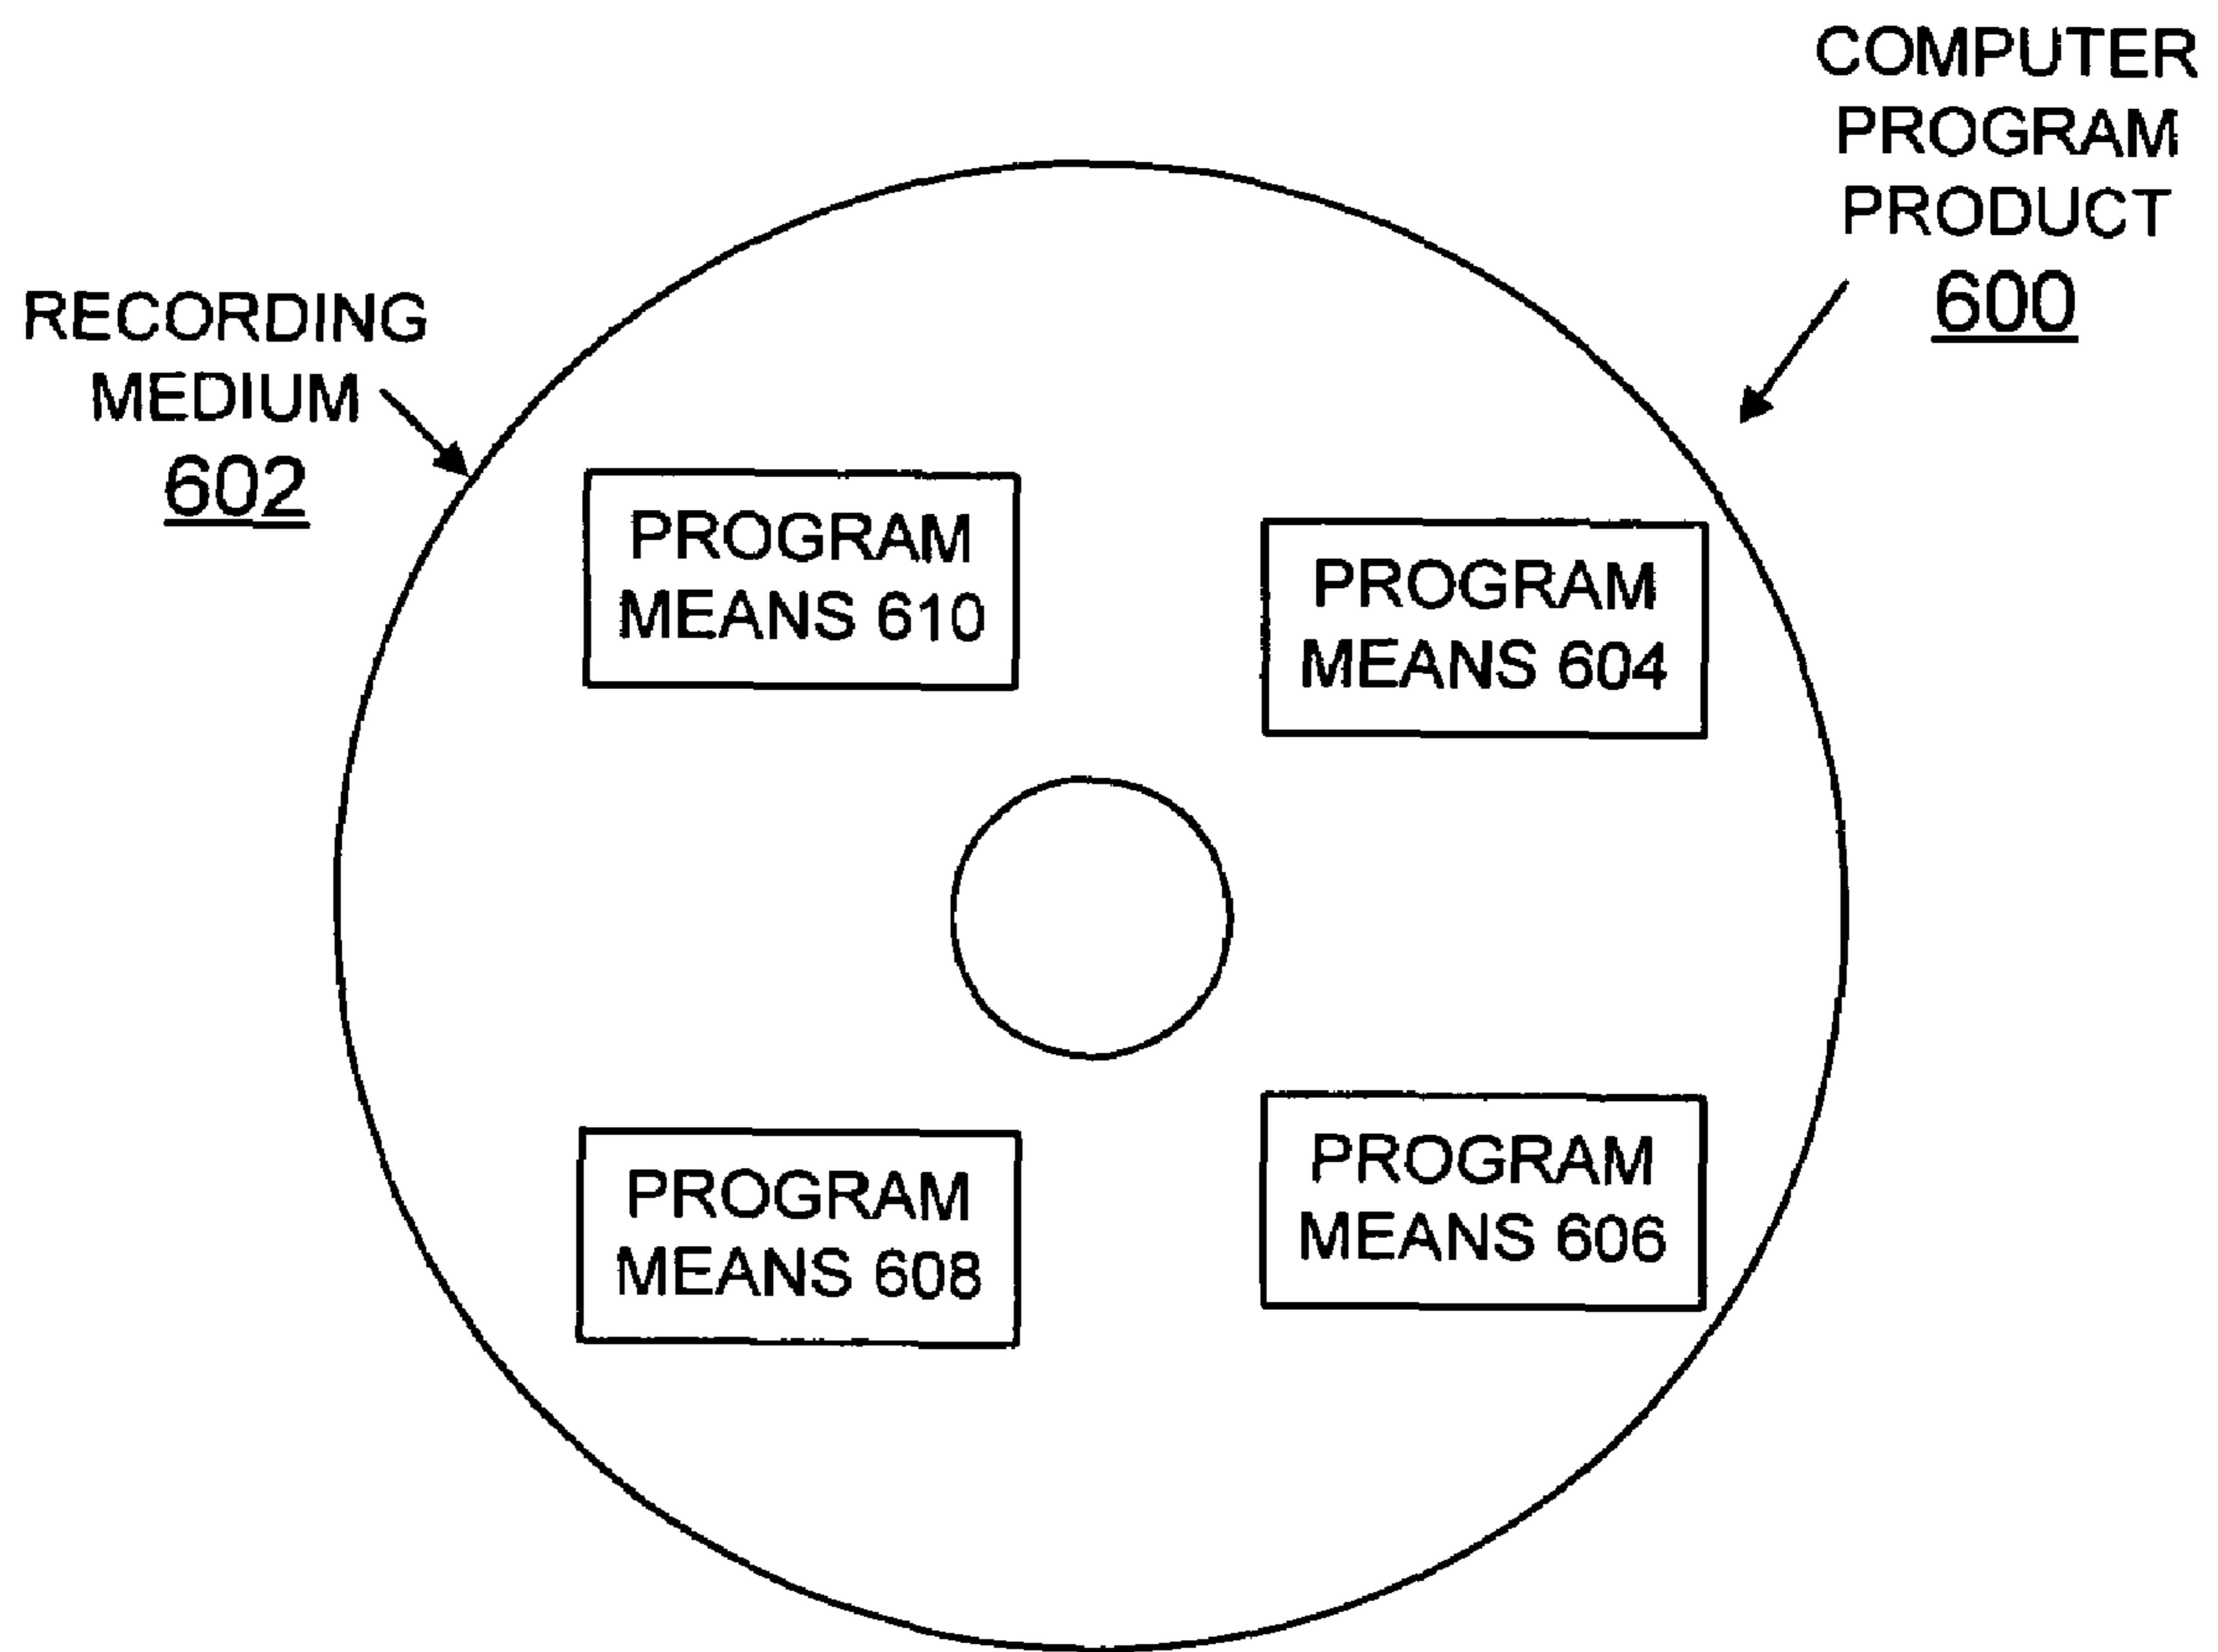 COMPUTER
PROGRAM
PRODUCT
600
RECORDING
MEDIUM
602
PROGRAM
MEANS 610
PROGRAM
MEANS 604
PROGRAM
MEANS 608
PROGRAM
MEANS 606